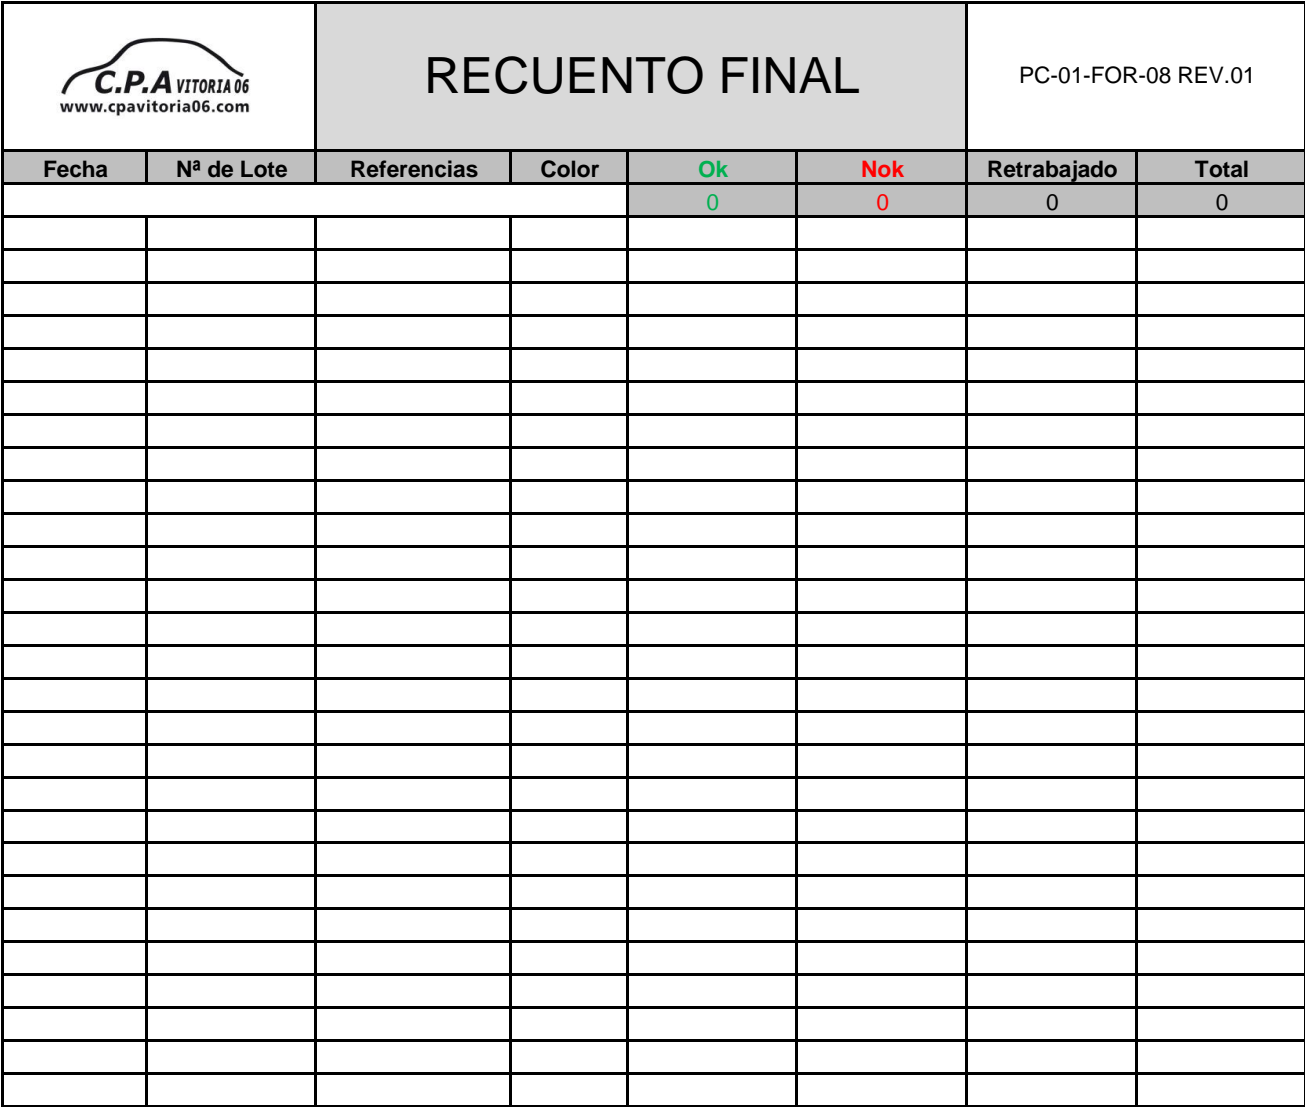 C.P.A VITORIA 06
www.cpavitoria06.com
RECUENTO FINAL
PC-01-FOR-08 REV.01
Fecha Nª de Lote Referencias Color Ok Nok Retrabajado Total
0 0 0 0